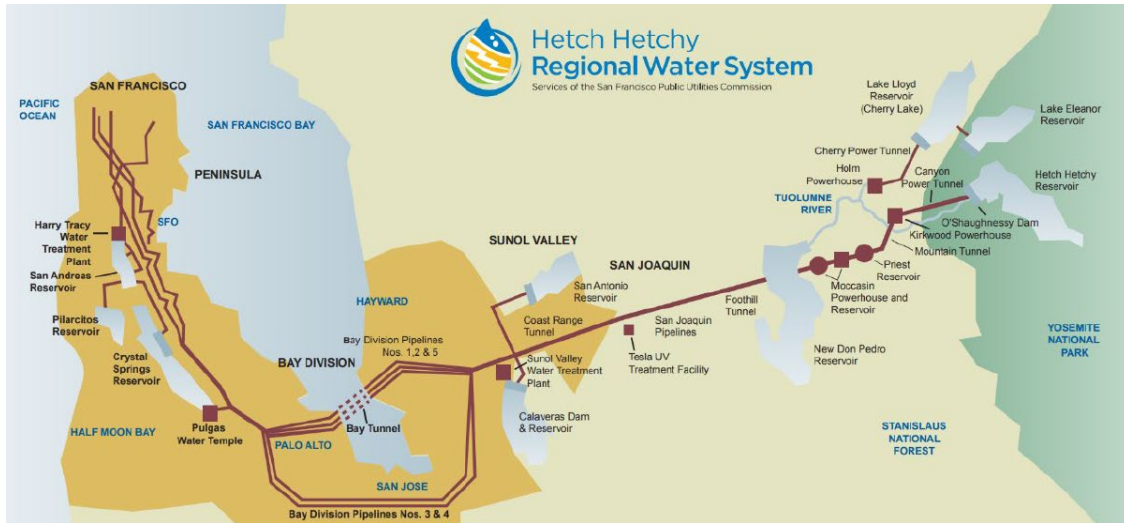 Hetch Hetchy
Regional Water System
Services of the San Francisco Public Utilities Commission
SAN FRANCISCO
PACIFIC
OCEAN
SAN FRANCISCO BAY
PENINSULA
SFO
Harry Tracy
Water
Treatment
Plant
San Andreas
Reservoir
Pilarcitos
Reservoir
Crystal
Springs
Reservoir
HALF MOON BAY
Pulgas
Water Temple
PALO ALTO
BAY DIVISION
Bay Division Pipelines
Nos. 1,2 & 5
HAYWARD
Bay Tunnel
SAN JOSE
Bay Division Pipelines Nos. 3 & 4
SUNOL VALLEY
San Antonio
Reservoir
Coast Range
Tunnel
Sunol Valley
Water Treatment
Plant
Calaveras Dam
& Reservoir
SAN JOAQUIN
San Joaquin
Pipelines
Tesla UV
Treatment Facility
Foothill
Tunnel
New Don Pedro
Reservoir
Moccasin
Powerhouse and
Reservoir
Priest
Reservoir
Mountain Tunnel
Kirkwood Powerhouse
O'Shaughnessy Dam
TUOLUMNE
RIVER
Holm
Powerhouse
Cherry Power Tunnel
Canyon
Power Tunnel
Lake Lloyd
Reservoir
(Cherry Lake)
Lake Eleanor
Reservoir
Hetch Hetchy
Reservoir
YOSEMITE
NATIONAL
PARK
STANISLAUS
NATIONAL
FOREST